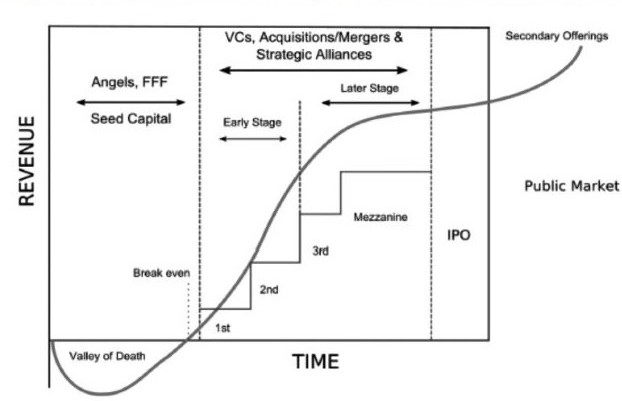 VCs, Acquisitions/Mergers &
Strategic Alliances
Secondary Offerings
Angels, FFF
Seed Capital
Later Stage
Early Stage
REVENUE
Public Market
Mezzanine
IPO
3rd
Break even
2nd
1st
Valley of Death
TIME